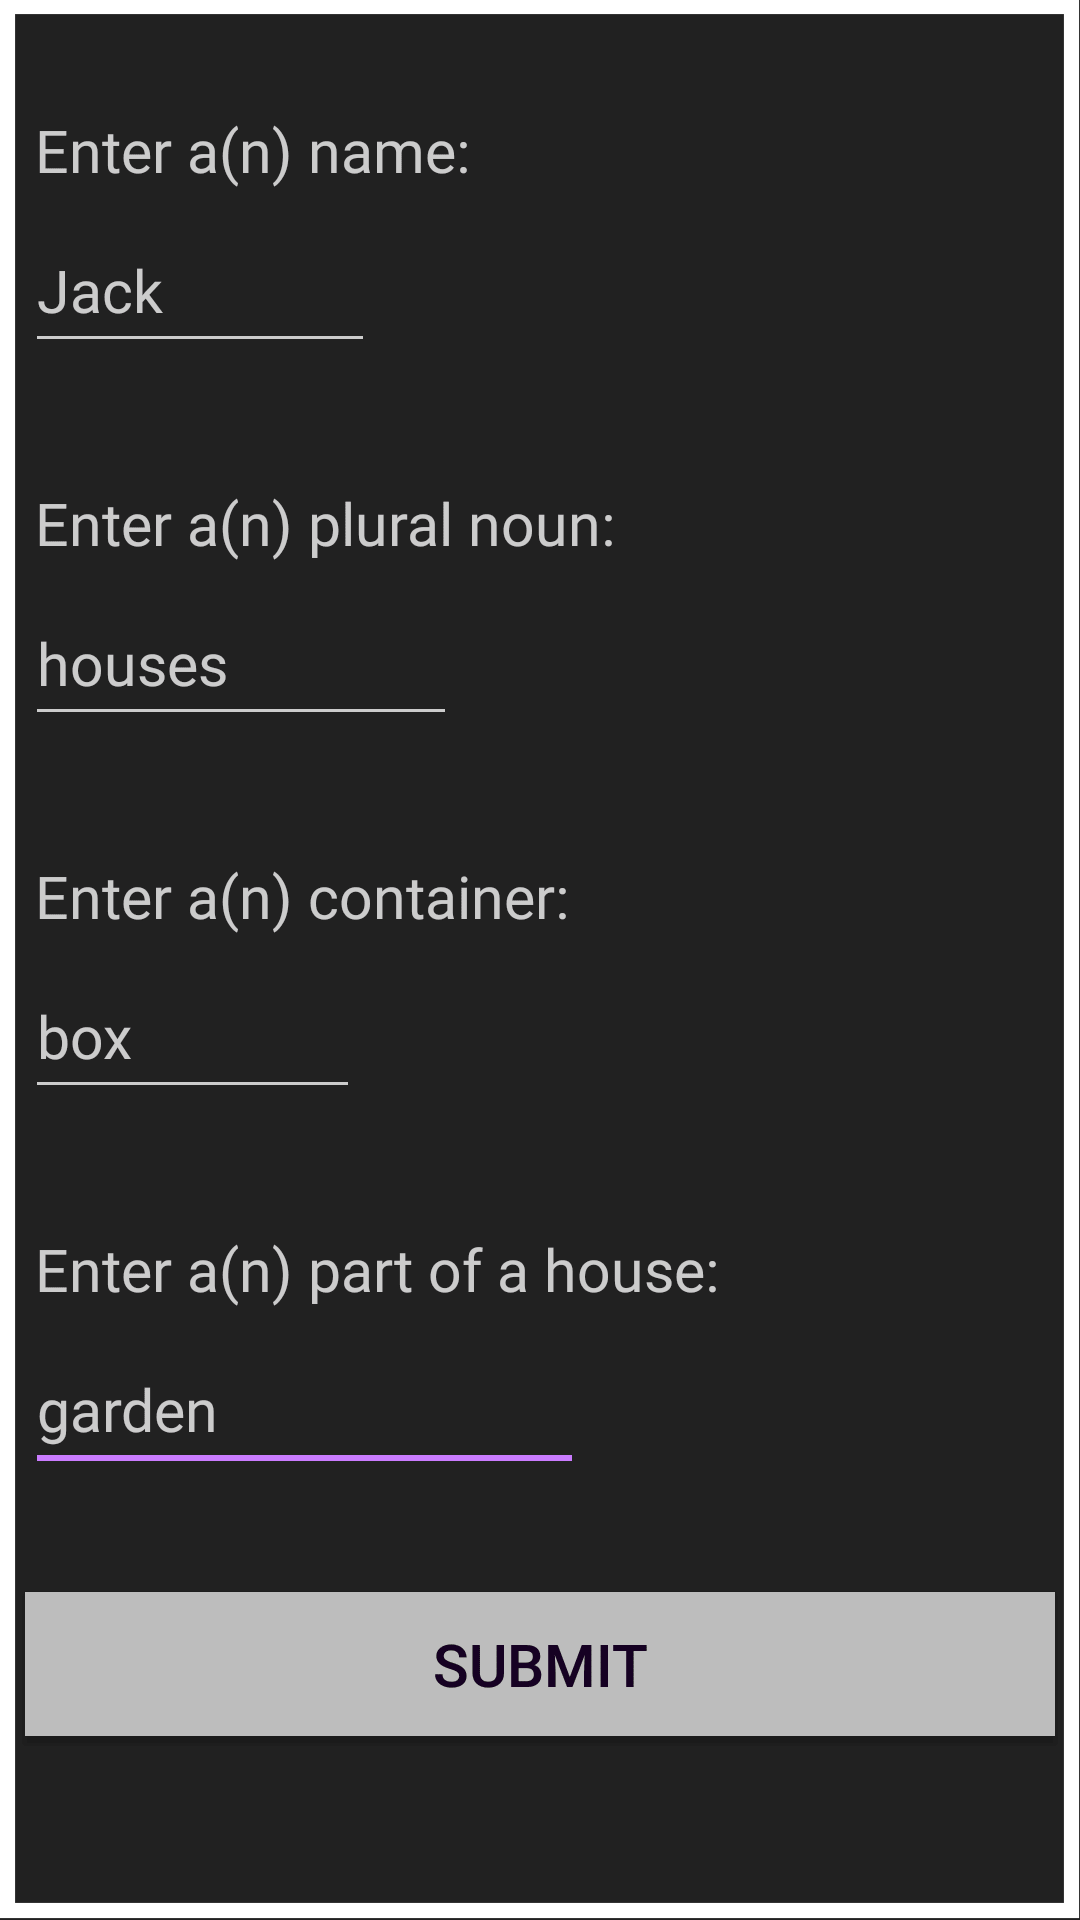 Enter a(n) name:
Jack
Enter a(n) plural noun:
houses
Enter a(n) container:
box
Enter a(n) part of a house:
garden
SUBMIT